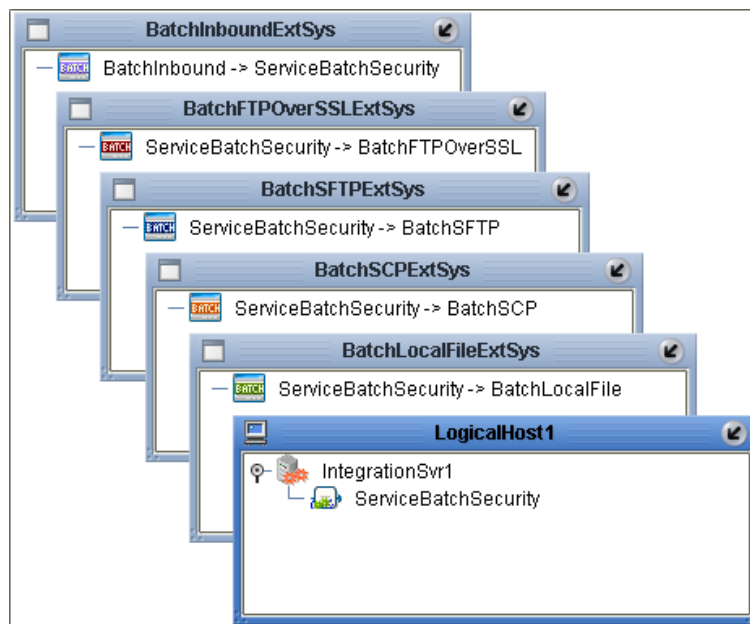 BatchInboundExtSys
BATCH BatchInbound -> ServiceBatchSecurity
BatchFTPOverSSLExtSys
BATCH ServiceBatchSecurity -> BatchFTPOverSSL
BatchSFTPExtSys
BATCH ServiceBatchSecurity -> BatchSFTP
BatchSCPExtSys
BATCH ServiceBatchSecurity -> BatchSCP
BatchLocalFileExtSys
BATCH ServiceBatchSecurity -> BatchLocalFile
LogicalHost1
IntegrationSvr1
ServiceBatchSecurity